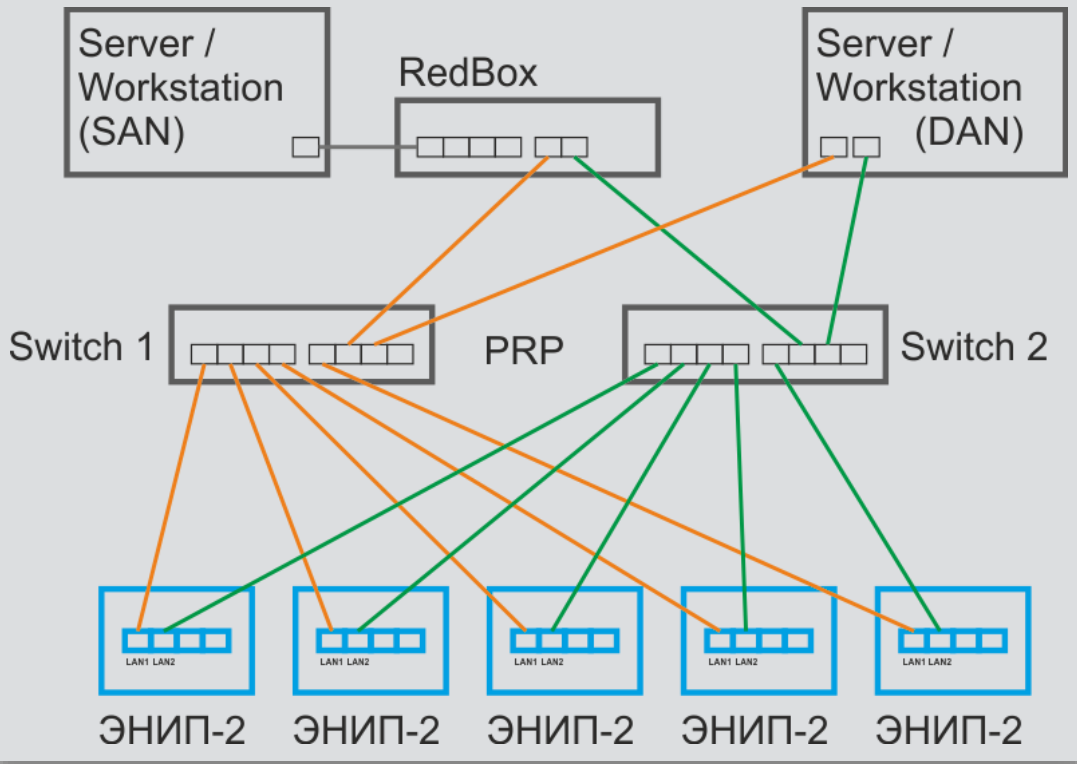 Server /
Workstation
(SAN)
RedBox
Server /
Workstation
(DAN)
Switch 1
PRP
Switch 2
LAN1 LAN2
LAN1 LAN2
LAN1 LAN2
LAN1 LAN2
LAN1 LAN2
ЭНИП-2
ЭНИП-2
ЭНИП-2
ЭНИП-2
ЭНИП-2